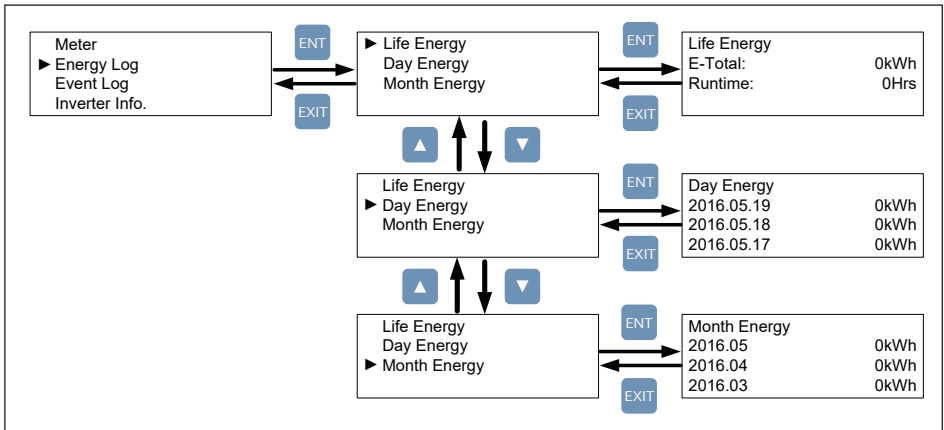 Meter
► Energy Log
Event Log
Inverter Info.
ENT
EXIT
► Life Energy
Day Energy
Month Energy
ENT
EXIT
Life Energy
E-Total: 0kWh
Runtime: 0Hrs
▲ ▼
Life Energy
► Day Energy
Month Energy
ENT
EXIT
Day Energy
2016.05.19 0kWh
2016.05.18 0kWh
2016.05.17 0kWh
▲ ▼
Life Energy
Day Energy
► Month Energy
ENT
EXIT
Month Energy
2016.05 0kWh
2016.04 0kWh
2016.03 0kWh